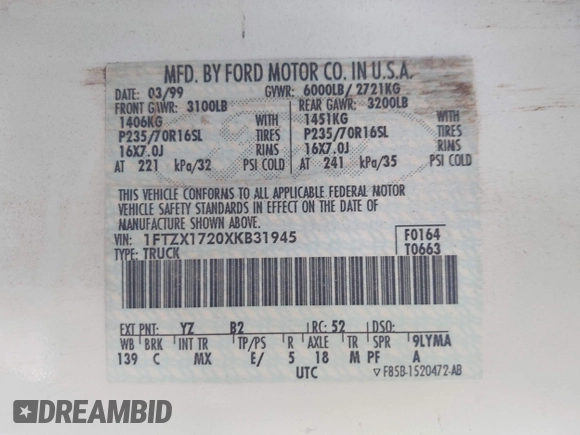 MFD. BY FORD MOTOR CO. IN U.S.A.
DATE: 03/99 GVWR: 6000LB/ 2721KG
FRONT GAWR: 3100LB REAR GAWR: 3200LB
1406KG WITH 1451KG WITH
P235/70R16SL TIRES P235/70R16SL TIRES
16X7.0J RIMS 16X7.0J RIMS
AT 221 kPa/32 PSI COLD AT 241 kPa/35 PSI COLD
THIS VEHICLE CONFORMS TO ALL APPLICABLE FEDERAL MOTOR
VEHICLE SAFETY STANDARDS IN EFFECT ON THE DATE OF
MANUFACTURE SHOWN ABOVE.
VIN: 1FTZX1720XKB31945 F0164
TYPE: TRUCK T0663
EXT PNT: YZ B2 RC: 52 DSO:
WB BRK INT TR TP/PS R AXLE TR SPR 9LYMA
139 C MX E/ 5 18 M PF A
UTC ▽ F85B-1520472-AB
DREAMBID